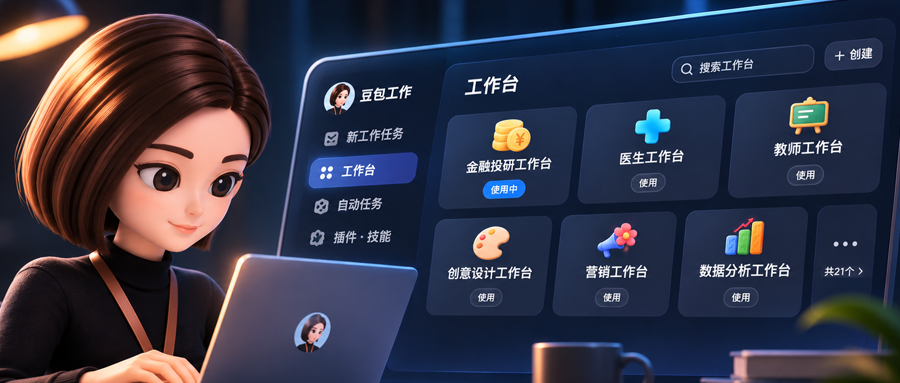 豆包工作
新工作任务
工作台
自动任务
插件·技能
工作台
搜索工作台
+ 创建
金融投研工作台
使用中
医生工作台
使用
教师工作台
使用
创意设计工作台
使用
营销工作台
使用
数据分析工作台
使用
共21个 >